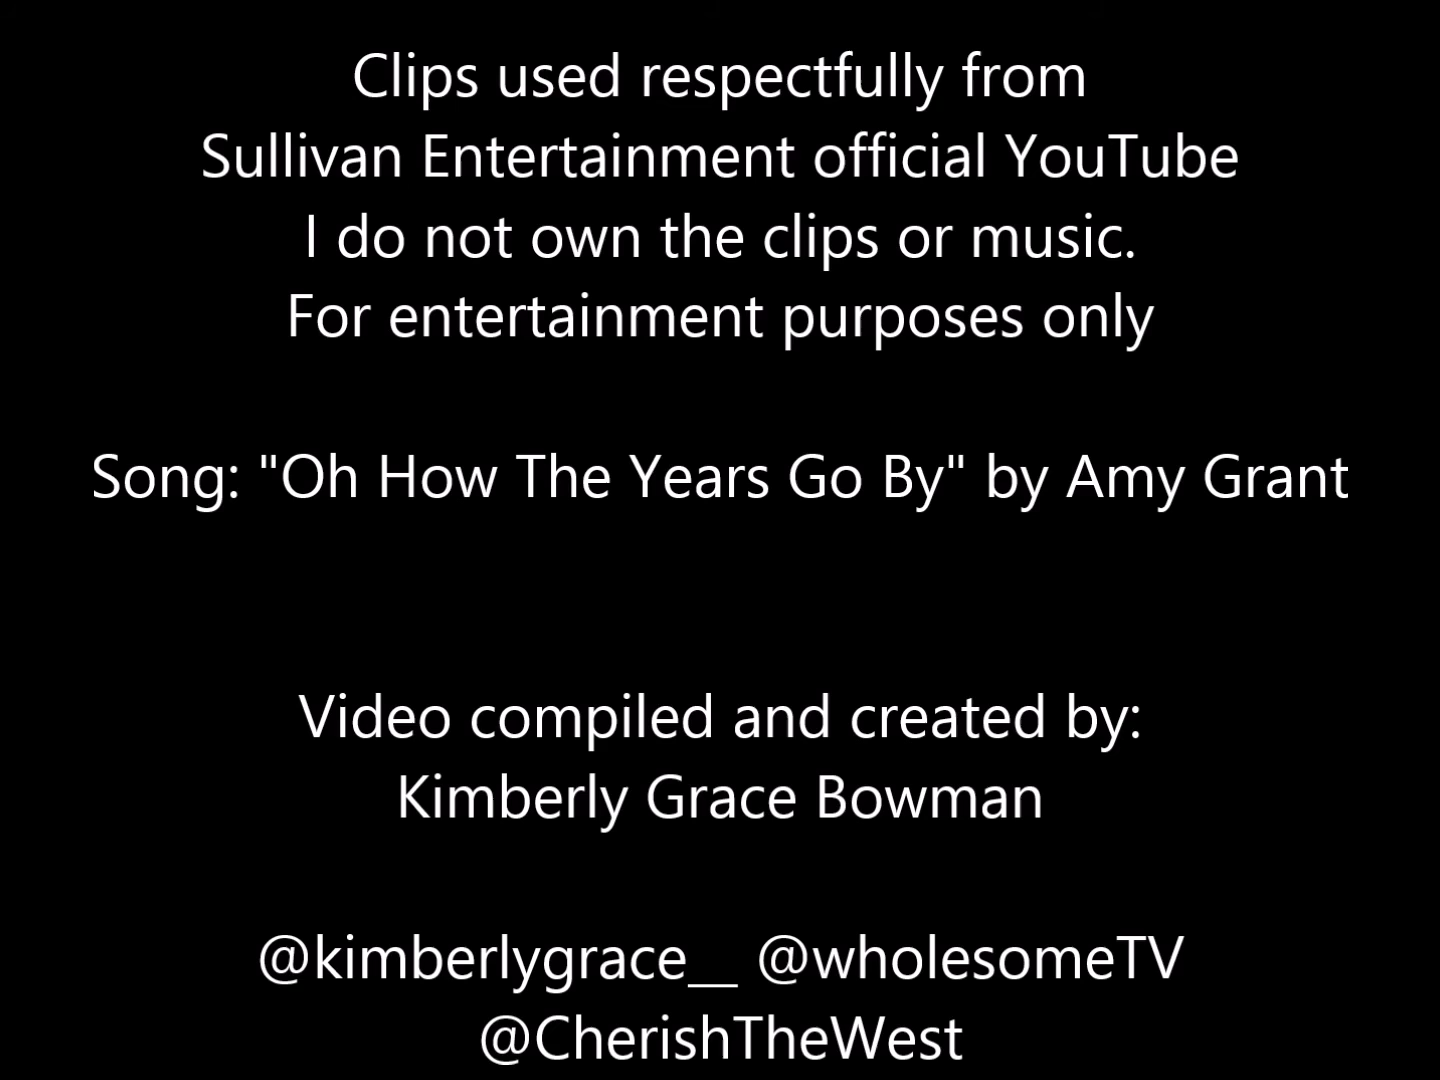 Clips used respectfully from
Sullivan Entertainment official YouTube
I do not own the clips or music.
For entertainment purposes only
Song: "Oh How The Years Go By" by Amy Grant
Video compiled and created by:
Kimberly Grace Bowman
@kimberlygrace__ @wholesomeTV
@CherishTheWest